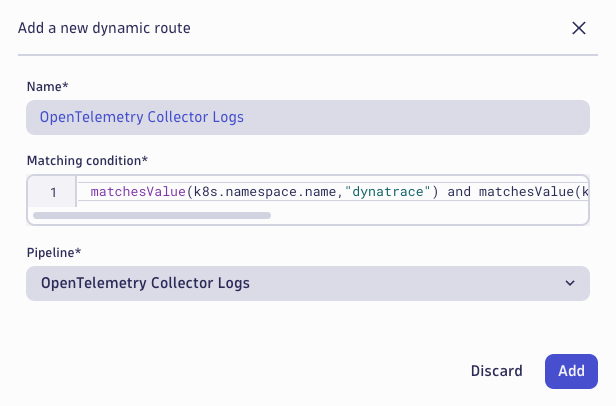 Add a new dynamic route
Name*
OpenTelemetry Collector Logs
Matching condition*
1 matchesValue(k8s.namespace.name,"dynatrace") and matchesValue(k
Pipeline*
OpenTelemetry Collector Logs
Discard Add